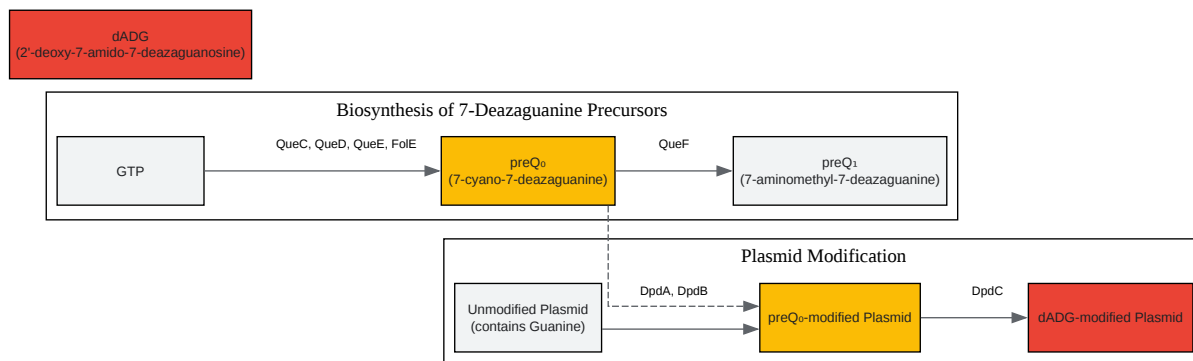 dADG
(2'-deoxy-7-amido-7-deazaguanosine)
Biosynthesis of 7-Deazaguanine Precursors
GTP
QueC, QueD, QueE, FolE
preQ₀
(7-cyano-7-deazaguanine)
QueF
preQ₁
(7-aminomethyl-7-deazaguanine)
Plasmid Modification
Unmodified Plasmid
(contains Guanine)
DpdA, DpdB
preQ₀-modified Plasmid
DpdC
dADG-modified Plasmid